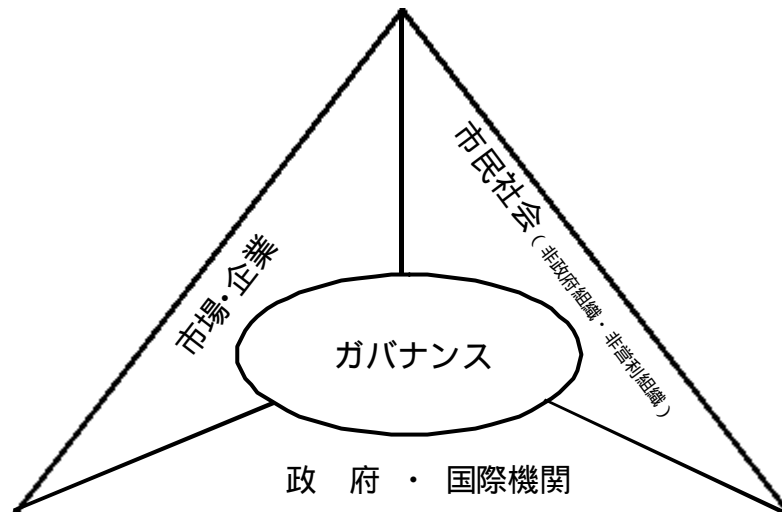 市民社会(非政府組織・非営利組織)
市場・企業
ガバナンス
政 府 ・ 国際機関